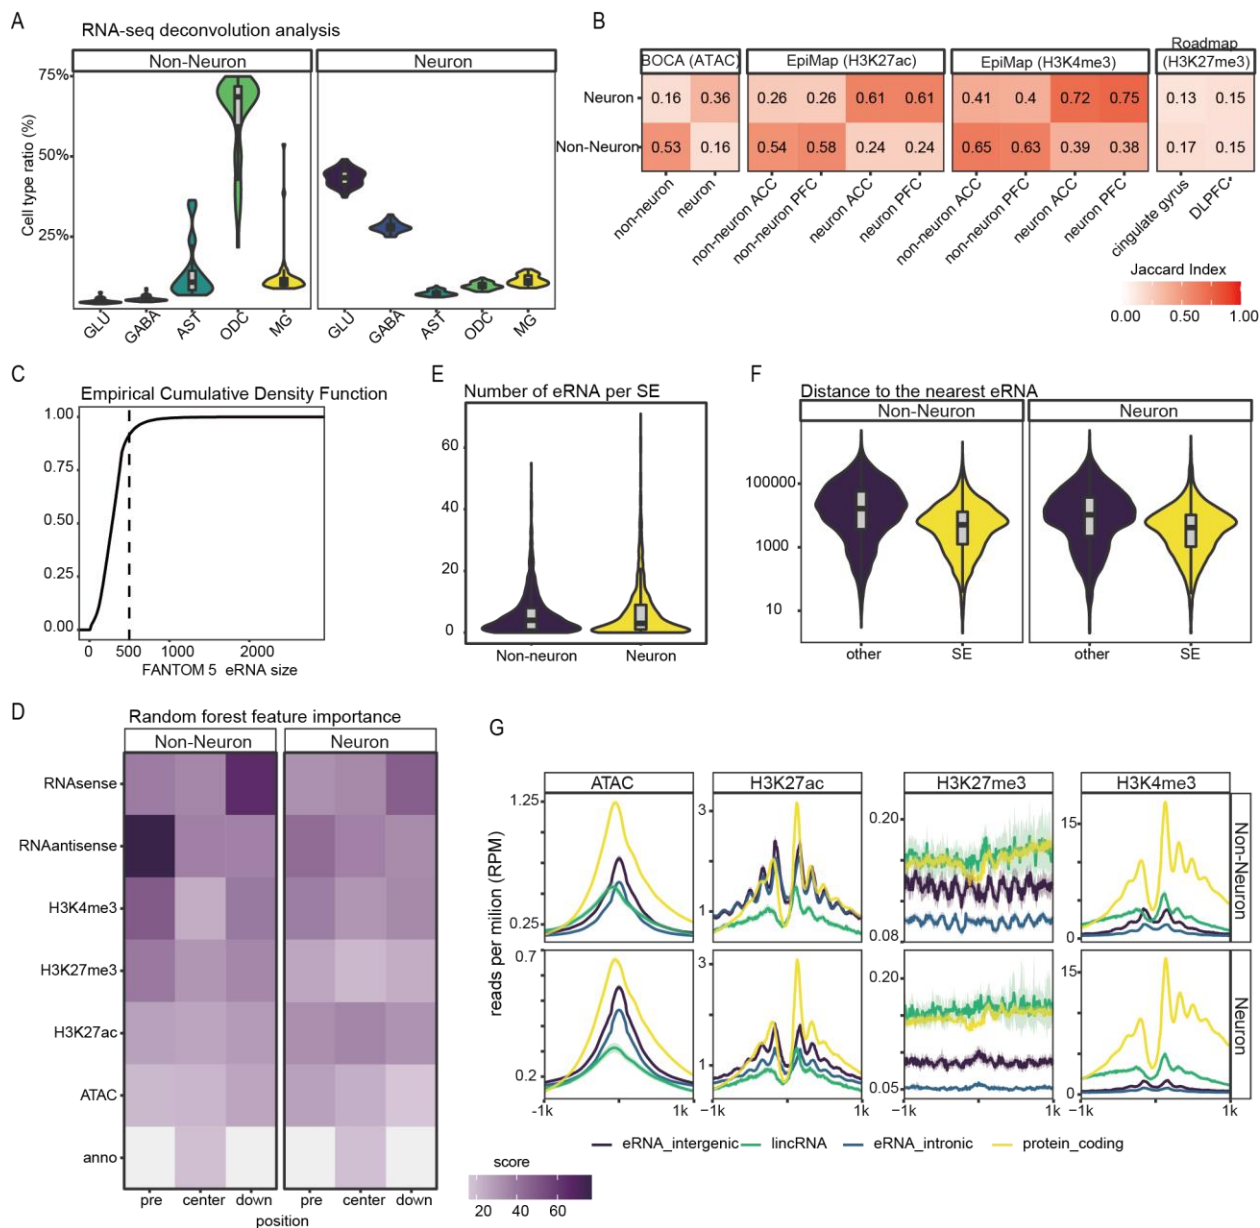 A
RNA-seq deconvolution analysis
Non-Neuron
Neuron
75%
50%
25%
Cell type ratio (%)
GLU
GABA
AST
ODC
MG
GLU
GABA
AST
ODC
MG
B
BOCA (ATAC)
EpiMap (H3K27ac)
EpiMap (H3K4me3)
Roadmap
(H3K27me3)
Neuron
0.16 0.36 0.26 0.26 0.61 0.61 0.41 0.4 0.72 0.75 0.13 0.15
Non-Neuron
0.53 0.16 0.54 0.58 0.24 0.24 0.65 0.63 0.39 0.38 0.17 0.15
non-neuron
neuron
non-neuron ACC
non-neuron PFC
neuron ACC
neuron PFC
non-neuron ACC
non-neuron PFC
neuron ACC
neuron PFC
cingulate gyrus
DLPFC
Jaccard Index
0.00 0.50 1.00
C
Empirical Cumulative Density Function
1.00
0.75
0.50
0.25
0.00
0 500 1000 2000
FANTOM 5 eRNA size
E
Number of eRNA per SE
60
40
20
0
Non-neuron
Neuron
F
Distance to the nearest eRNA
Non-Neuron
Neuron
100000
1000
10
other
SE
other
SE
D
Random forest feature importance
Non-Neuron
Neuron
RNAsense
RNAantisense
H3K4me3
H3K27me3
H3K27ac
ATAC
anno
pre center down
pre center down
position
score
20 40 60
G
ATAC
H3K27ac
H3K27me3
H3K4me3
Non-Neuron
Neuron
reads per milion (RPM)
1.25
0.25
3
1
0.20
0.08
15
0
0.7
0.2
3
1
0.20
0.05
15
0
−1k 1k
−1k 1k
−1k 1k
−1k 1k
eRNA_intergenic
lincRNA
eRNA_intronic
protein_coding